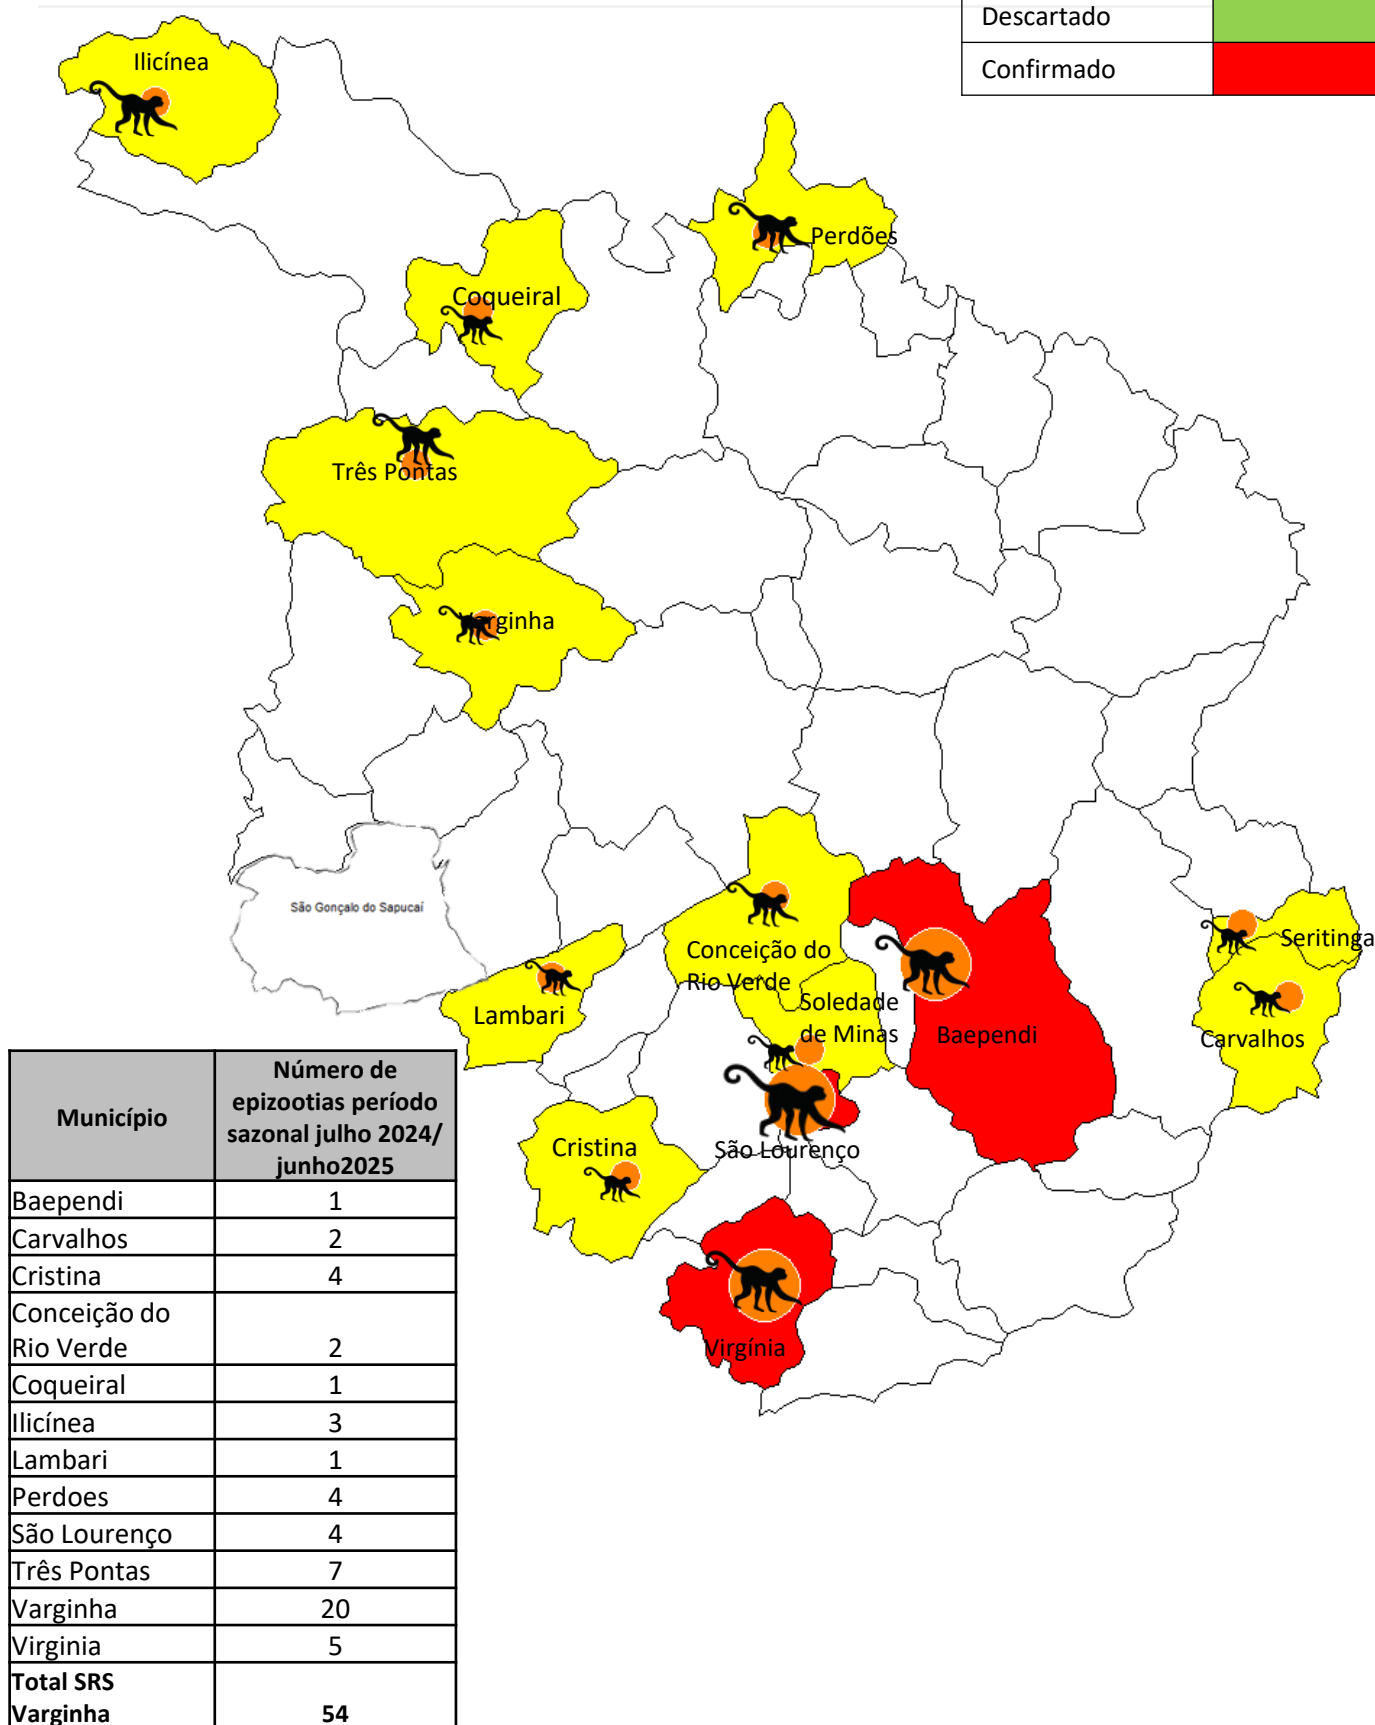 Descartado
Confirmado
Ilicínea
Perdões
Coqueiral
Três Pontas
Varginha
São Gonçalo do Sapucaí
Conceição do
Rio Verde
Seritinga
Soledade
de Minas
Lambari
Baependi
Carvalhos
Cristina
São Lourenço
Virgínia
Município
Número de
epizootias período
sazonal julho 2024/
junho2025
Baependi 1
Carvalhos 2
Cristina 4
Conceição do
Rio Verde 2
Coqueiral 1
Ilicínea 3
Lambari 1
Perdoes 4
São Lourenço 4
Três Pontas 7
Varginha 20
Virginia 5
Total SRS
Varginha 54